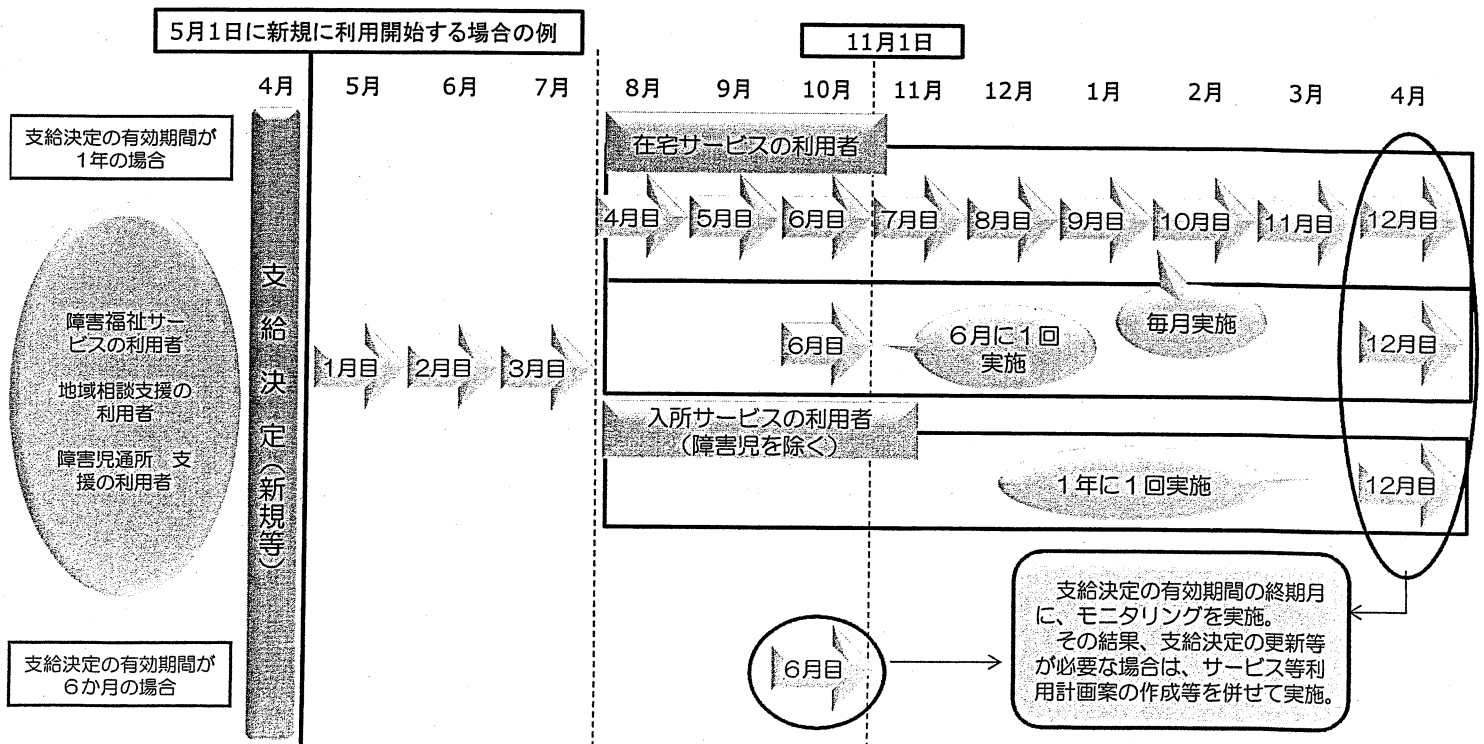 5月1日に新規に利用開始する場合の例
11月1日
4月 5月 6月 7月 8月 9月 10月 11月 12月 1月 2月 3月 4月
支給決定の有効期間が
1年の場合
障害福祉サー
ビスの利用者
地域相談支援の
利用者
障害児通所 支
援の利用者
支給決定の有効期間が
6か月の場合
支給決定（新規等）
1月目 2月目 3月目
在宅サービスの利用者
4月目 5月目 6月目 7月目 8月目 9月目 10月目 11月目 12月目
毎月実施
6月目
6月に1回
実施
12月目
入所サービスの利用者
（障害児を除く）
1年に1回実施
12月目
6月目
支給決定の有効期間の終期月
に、モニタリングを実施。
その結果、支給決定の更新等
が必要な場合は、サービス等利
用計画案の作成等を併せて実施。